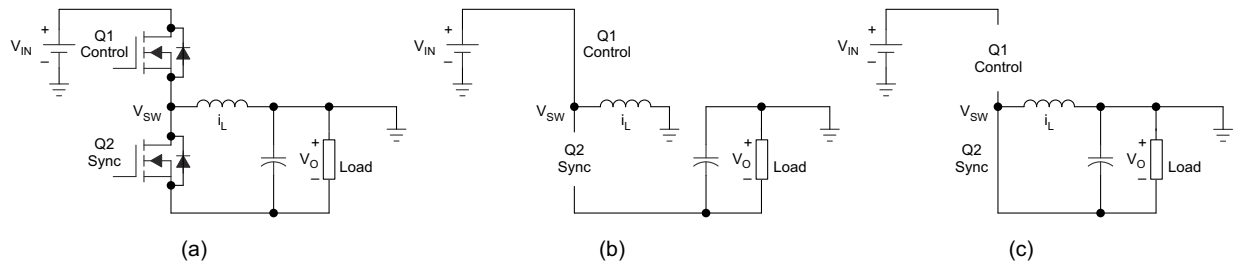 +
V_IN
−
Q1
Control
V_SW
i_L
Q2
Sync
+
V_O
−
Load
(a)
+
V_IN
−
Q1
Control
V_SW
i_L
Q2
Sync
+
V_O
−
Load
(b)
+
V_IN
−
Q1
Control
V_SW
i_L
Q2
Sync
+
V_O
−
Load
(c)